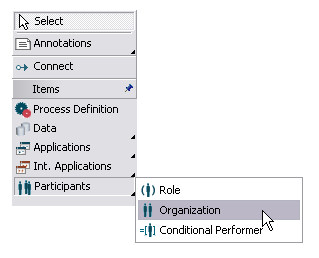 Select
Annotations
Connect
Items
Process Definition
Data
Applications
Int. Applications
Participants
Role
Organization
Conditional Performer